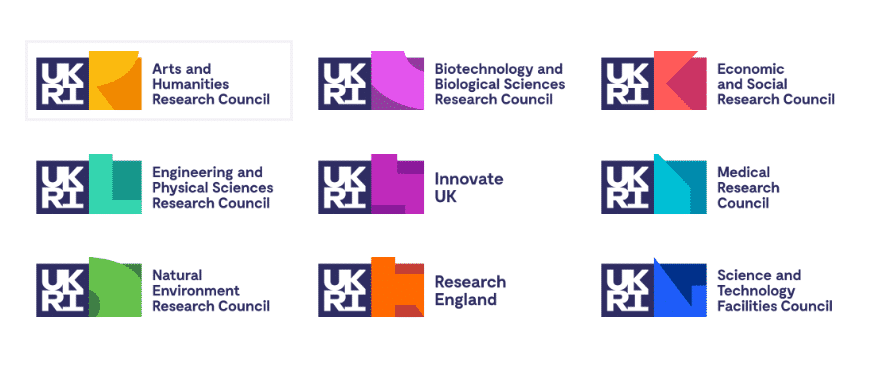 UK
RI
Arts and
Humanities
Research Council
UK
RI
Biotechnology and
Biological Sciences
Research Council
UK
RI
Economic
and Social
Research Council
UK
RI
Engineering and
Physical Sciences
Research Council
UK
RI
Innovate
UK
UK
RI
Medical
Research
Council
UK
RI
Natural
Environment
Research Council
UK
RI
Research
England
UK
RI
Science and
Technology
Facilities Council